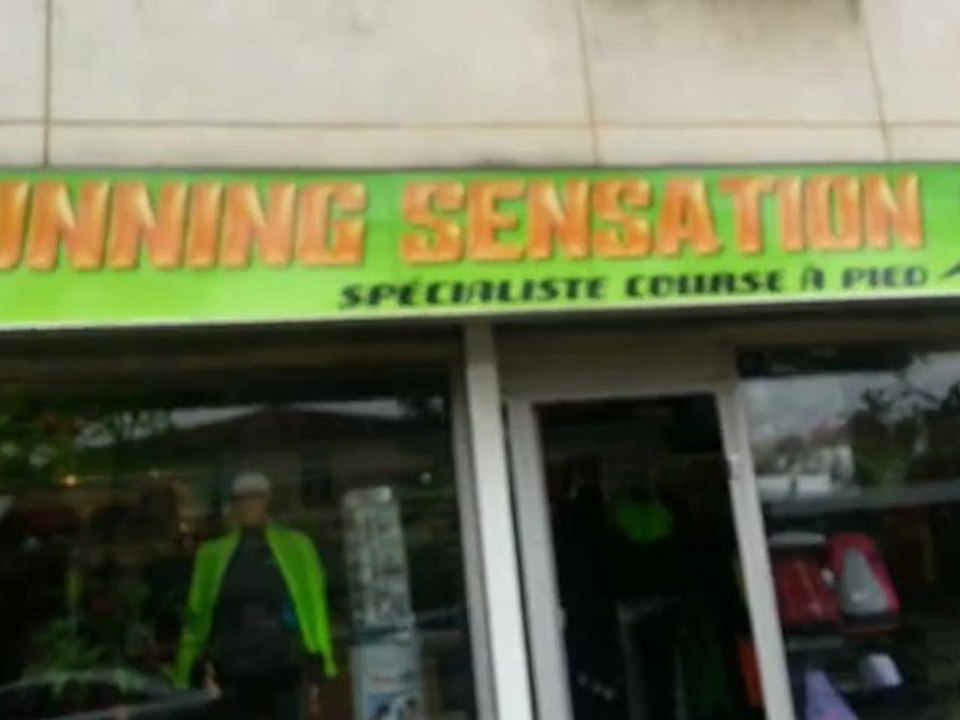 UNNING SENSATION
SPÉCIALISTE COURSE À PIED